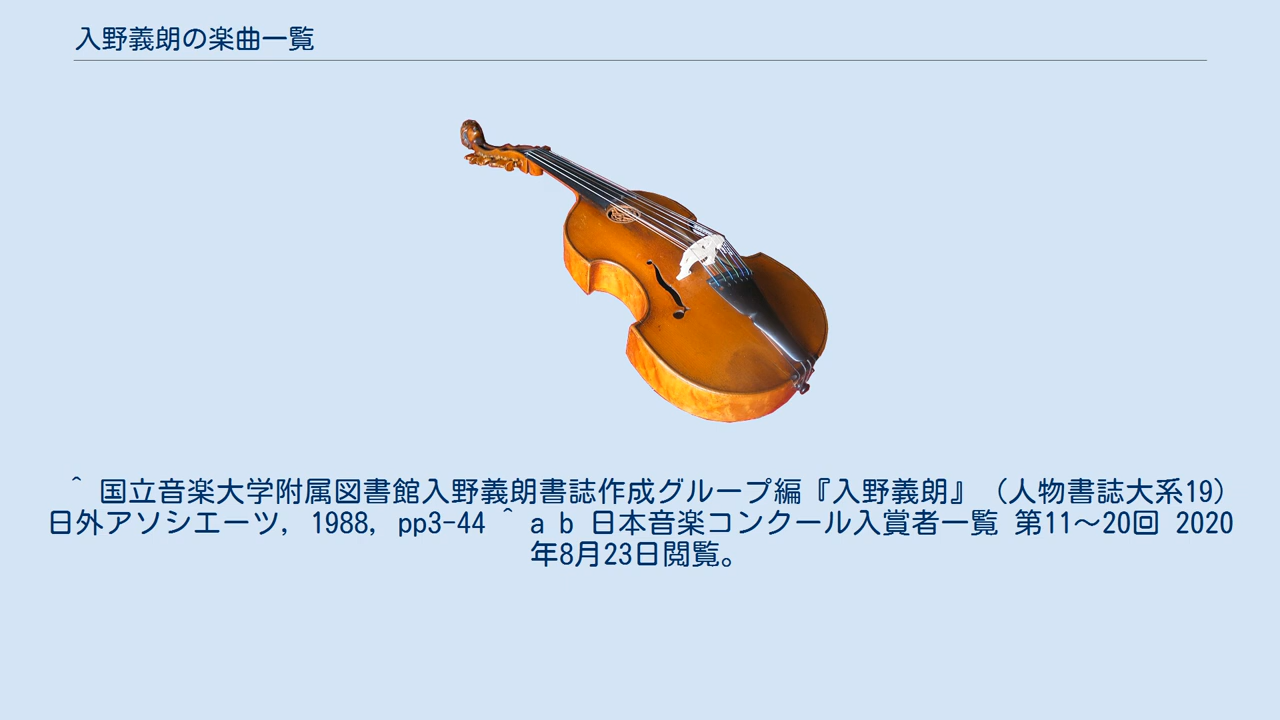 入野義朗の楽曲一覧
^ 国立音楽大学附属図書館入野義朗書誌作成グループ編『入野義朗』（人物書誌大系19）
日外アソシエーツ, 1988, pp3-44 ^ a b 日本音楽コンクール入賞者一覧 第11～20回 2020
年8月23日閲覧。